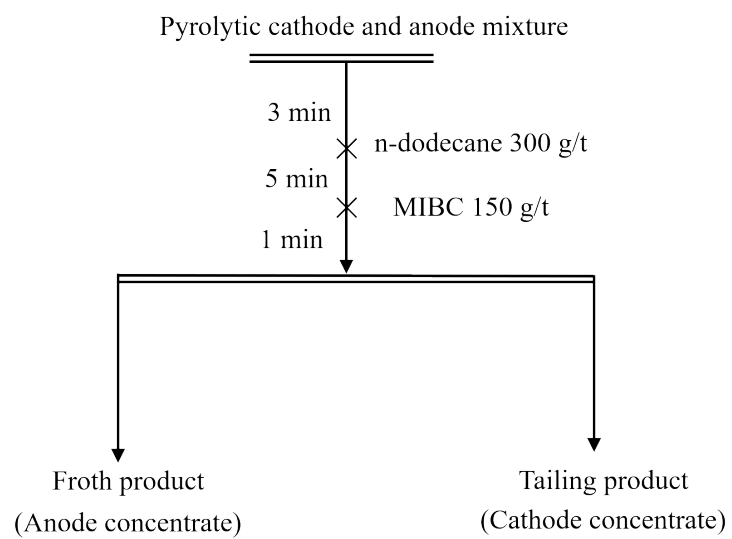 Pyrolytic cathode and anode mixture
3 min
n-dodecane 300 g/t
5 min
MIBC 150 g/t
1 min
Froth product
(Anode concentrate)
Tailing product
(Cathode concentrate)